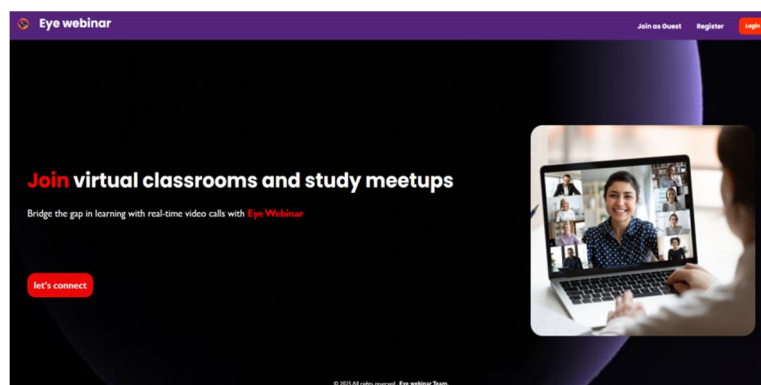 Eye webinar
Join as Guest Register Login
Join virtual classrooms and study meetups
Bridge the gap in learning with real-time video calls with Eye Webinar
let's connect
© 2025 All rights reserved . Eye webinar Team.